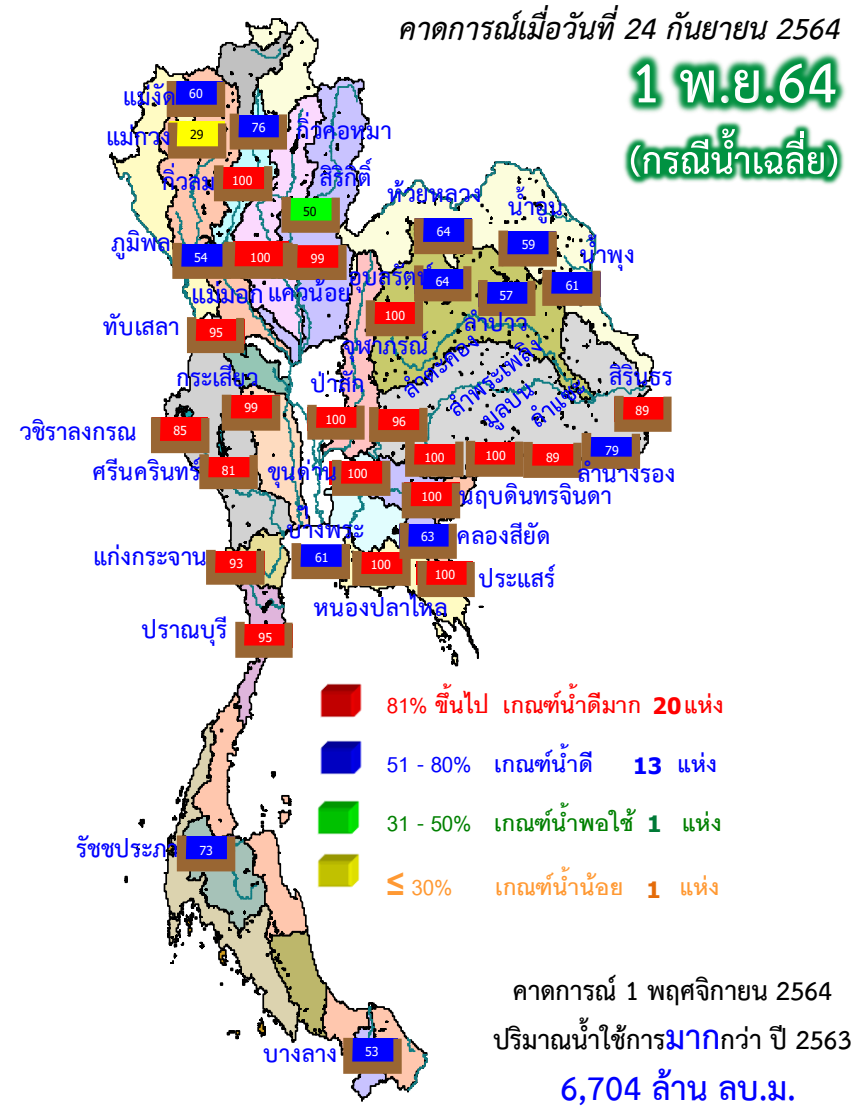 คาดการณ์เมื่อวันที่ 24 กันยายน 2564
1 พ.ย.64
(กรณีน้ำเฉลี่ย)
แม่งัด 60
แม่กวง 29
76 กิ่วคอหมา
กิ่วลม 100
สิริกิติ์ 50
ห้วยหลวง 64
น้ำอูน 59
น้ำพุง 61
ภูมิพล 54
แม่มอก 100
แควน้อย 99
อุบลรัตน์ 64
ลำปาว 57
จุฬาภรณ์ 100
ทับเสลา 95
กระเสียว 99
ป่าสัก 100
ลำตะคอง 96
ลำพระเพลิง 100
มูลบน 100
ลำแชะ 89
สิรินธร 89
วชิราลงกรณ 85
ศรีนครินทร์ 81
ขุนด่าน 100
79 ลำนางรอง
100 นฤบดินทรจินดา
บางพระ 61
63 คลองสียัด
แก่งกระจาน 93
100 หนองปลาไหล
100 ประแสร์
ปราณบุรี 95
81% ขึ้นไป เกณฑ์น้ำดีมาก 20 แห่ง
51 - 80% เกณฑ์น้ำดี 13 แห่ง
31 - 50% เกณฑ์น้ำพอใช้ 1 แห่ง
≤ 30% เกณฑ์น้ำน้อย 1 แห่ง
รัชชประภา 73
บางลาง 53
คาดการณ์ 1 พฤศจิกายน 2564
ปริมาณน้ำใช้การมากกว่า ปี 2563
6,704 ล้าน ลบ.ม.